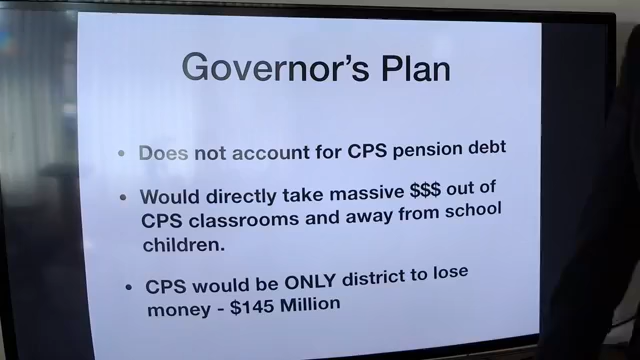 Governor's Plan
• Does not account for CPS pension debt
• Would directly take massive $$$ out of
CPS classrooms and away from school
children.
• CPS would be ONLY district to lose
money - $145 Million